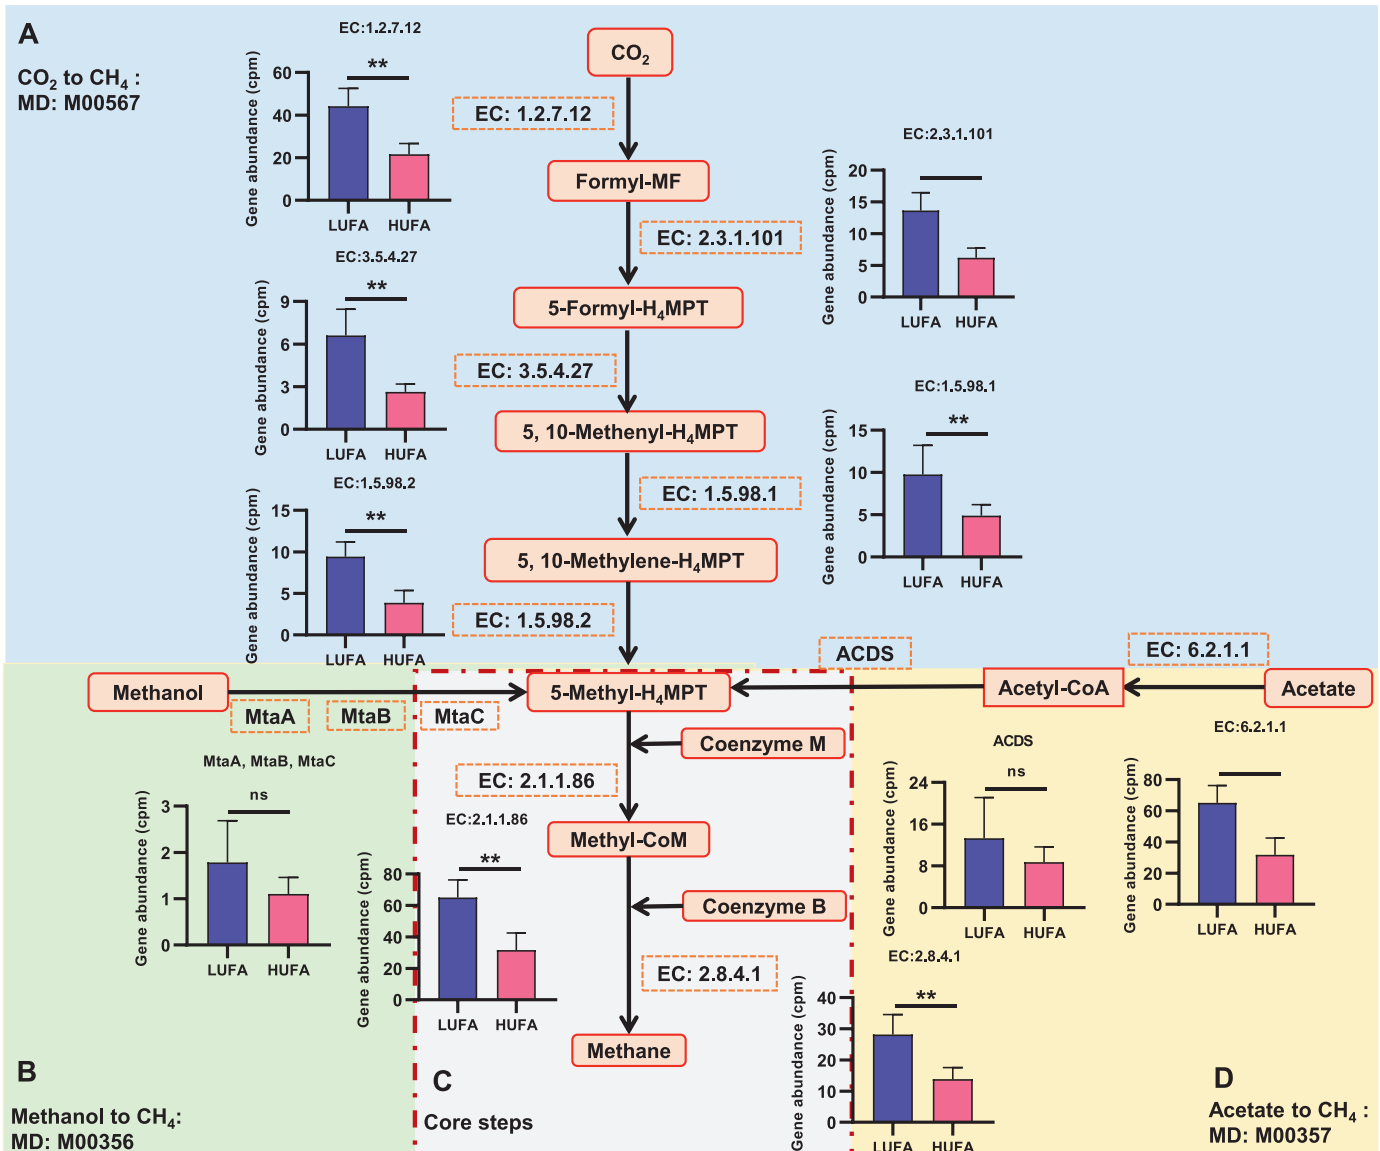 A
CO₂ to CH₄ :
MD: M00567
EC:1.2.7.12
Gene abundance (cpm)
60
40
20
0
**
LUFA
HUFA
CO₂
EC: 1.2.7.12
Formyl-MF
EC: 2.3.1.101
EC:2.3.1.101
Gene abundance (cpm)
20
15
10
5
0
LUFA
HUFA
EC:3.5.4.27
Gene abundance (cpm)
9
6
3
0
**
LUFA
HUFA
5-Formyl-H₄MPT
EC: 3.5.4.27
5, 10-Methenyl-H₄MPT
EC: 1.5.98.1
EC:1.5.98.1
Gene abundance (cpm)
15
10
5
0
**
LUFA
HUFA
EC:1.5.98.2
Gene abundance (cpm)
15
10
5
0
**
LUFA
HUFA
5, 10-Methylene-H₄MPT
EC: 1.5.98.2
Methanol
MtaA
MtaB
MtaC
5-Methyl-H₄MPT
ACDS
Acetyl-CoA
EC: 6.2.1.1
Acetate
MtaA, MtaB, MtaC
Gene abundance (cpm)
3
2
1
0
ns
LUFA
HUFA
B
Methanol to CH₄:
MD: M00356
Coenzyme M
EC: 2.1.1.86
Methyl-CoM
Coenzyme B
EC: 2.8.4.1
Methane
EC:2.1.1.86
Gene abundance (cpm)
80
60
40
20
0
**
LUFA
HUFA
C
Core steps
ACDS
Gene abundance (cpm)
24
16
8
0
ns
LUFA
HUFA
EC:6.2.1.1
Gene abundance (cpm)
80
60
40
20
0
LUFA
HUFA
EC:2.8.4.1
Gene abundance (cpm)
40
30
20
10
0
**
LUFA
HUFA
D
Acetate to CH₄ :
MD: M00357